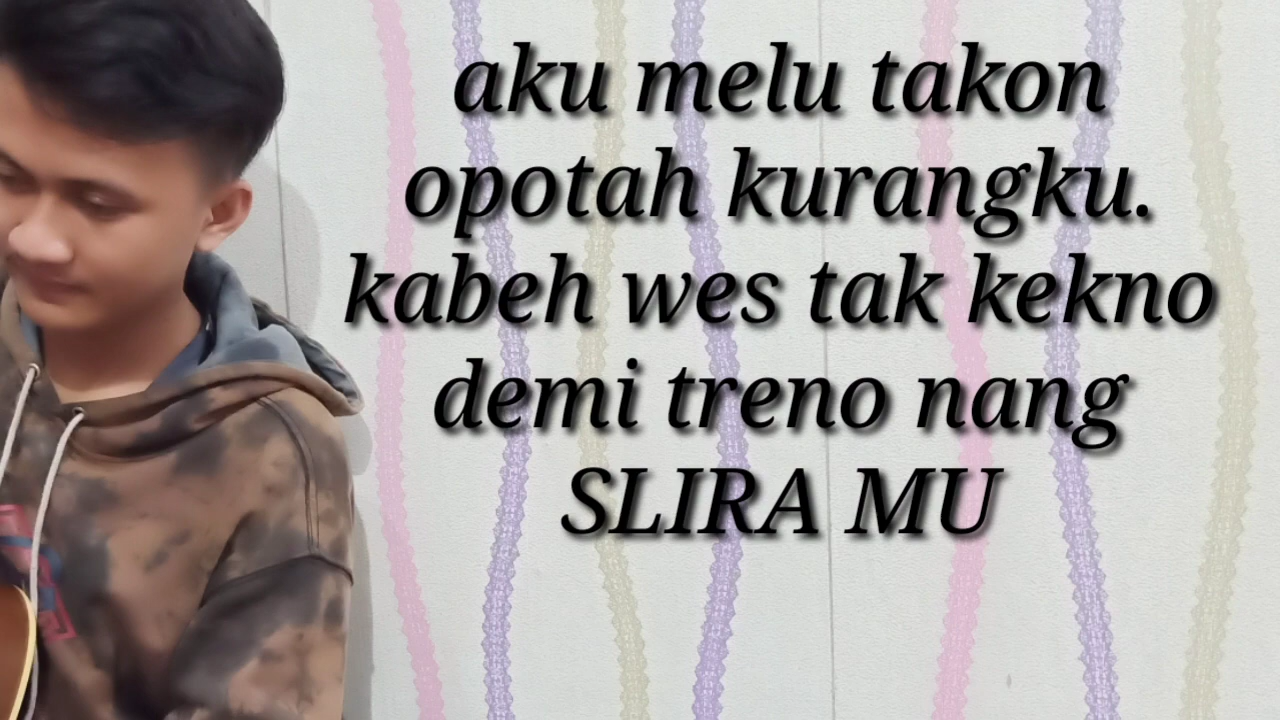 aku melu takon
opotah kurangku.
kabeh wes tak kekno
demi treno nang
SLIRA MU